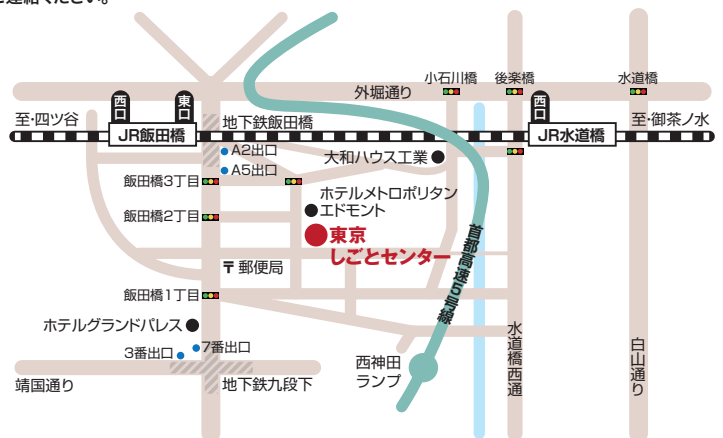 ご連絡ください。
小石川橋
後楽橋
水道橋
外堀通り
西口
東口
西口
至・四ツ谷
地下鉄飯田橋
至・御茶ノ水
JR飯田橋
JR水道橋
A2出口
大和ハウス工業
A5出口
飯田橋3丁目
ホテルメトロポリタン
エドモント
飯田橋2丁目
東京
しごとセンター
首都高速5号線
〒郵便局
飯田橋1丁目
ホテルグランドパレス
7番出口
3番出口
水道橋西通
白山通り
西神田
ランプ
靖国通り
地下鉄九段下